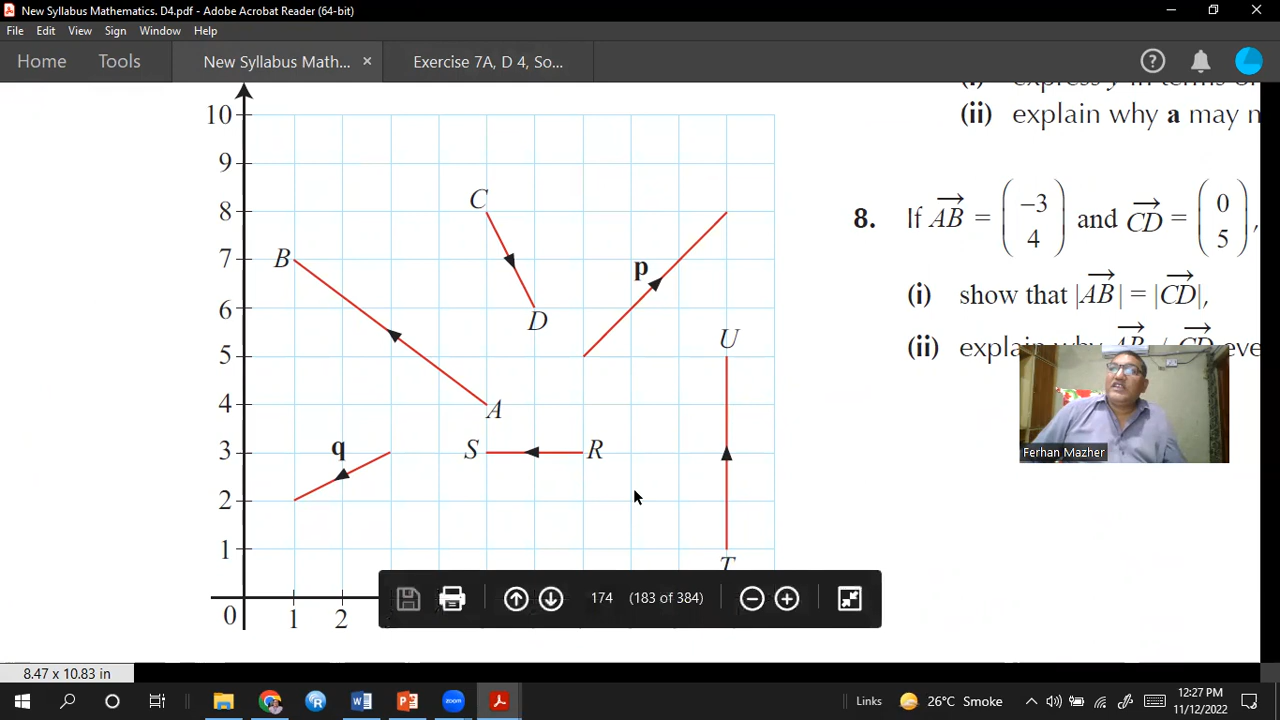 New Syllabus Mathematics. D4.pdf - Adobe Acrobat Reader (64-bit)
File Edit View Sign Window Help
Home Tools New Syllabus Math... × Exercise 7A, D 4, So...
(ii) explain why a may
10
9
8
7
6
5
4
3
2
1
0
1 2
C
B
D
p
U
A
q
S R
T
8. If AB = (-3 4) and CD = (0 5),
(i) show that |AB| = |CD|,
(ii) explain why
Ferhan Mazher
174 (183 of 384)
8.47 x 10.83 in
Links 26°C Smoke
12:27 PM
11/12/2022